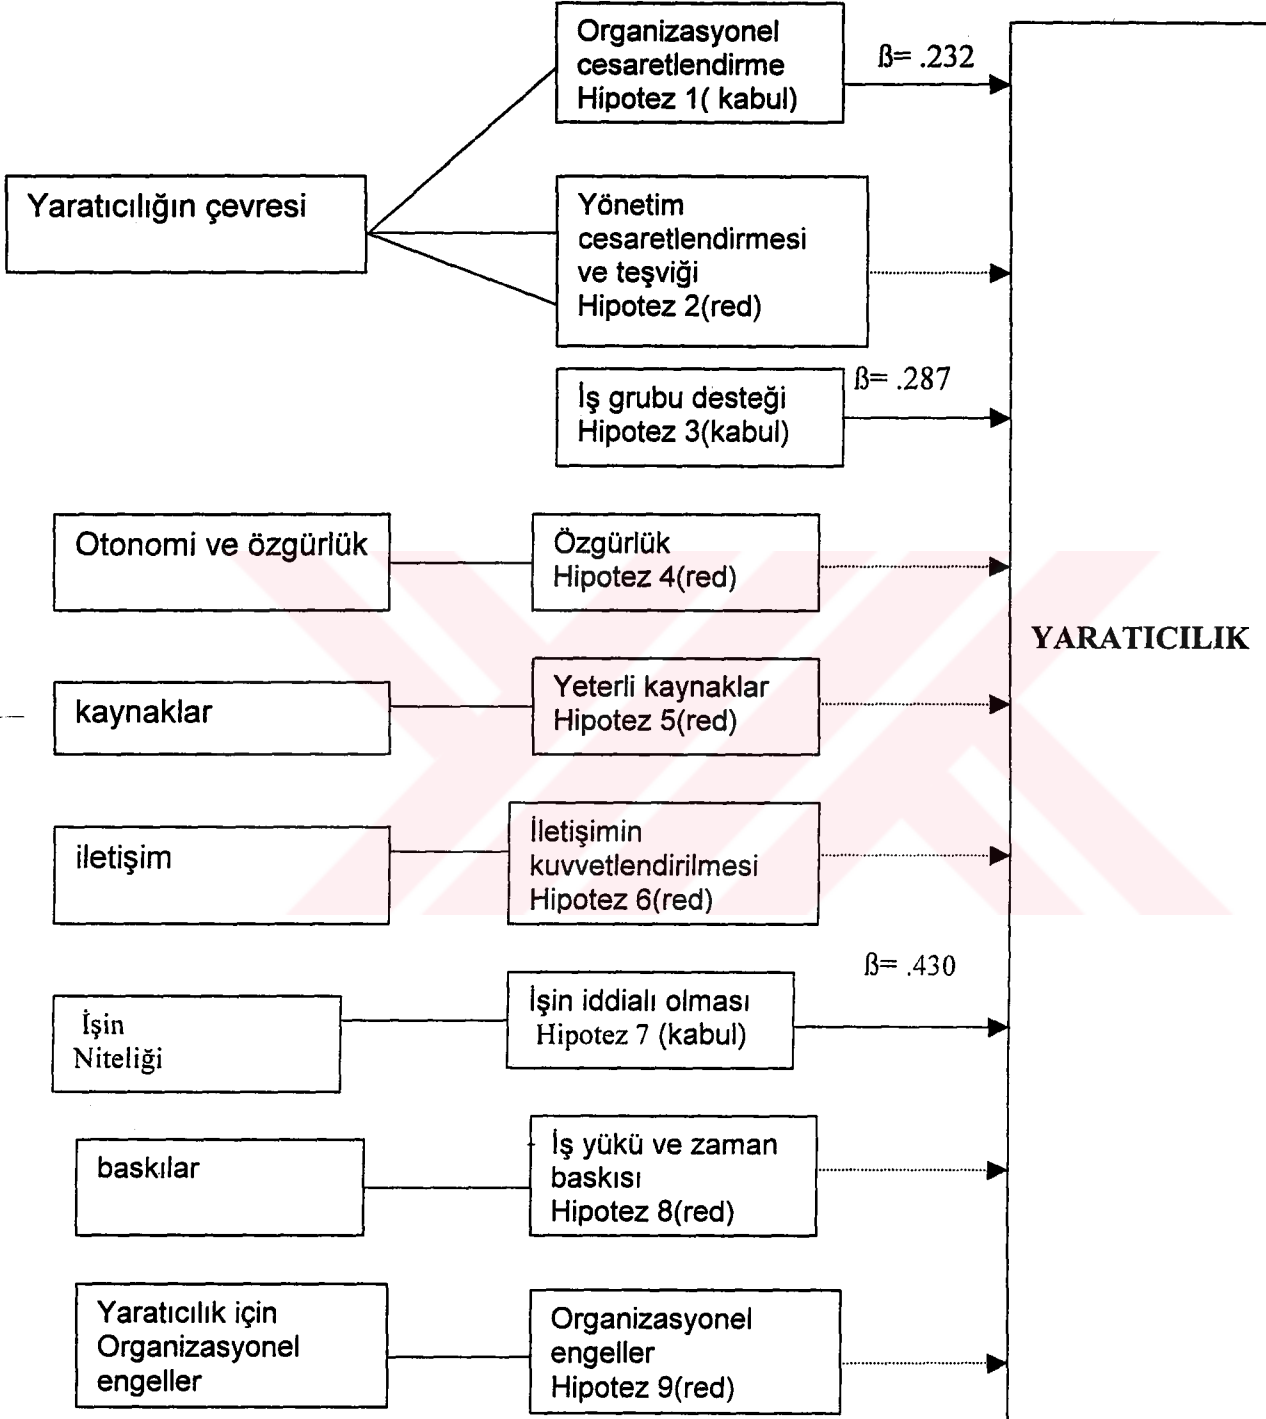 Organizasyonel
cesaretlendirme
Hipotez 1( kabul)
ß= .232
Yaratıcılığın çevresi
Yönetim
cesaretlendirmesi
ve teşviği
Hipotez 2(red)
İş grubu desteği
Hipotez 3(kabul)
ß= .287
Otonomi ve özgürlük
Özgürlük
Hipotez 4(red)
YARATICILIK
kaynaklar
Yeterli kaynaklar
Hipotez 5(red)
iletişim
İletişimin
kuvvetlendirilmesi
Hipotez 6(red)
ß= .430
İşin
Niteliği
İşin iddialı olması
Hipotez 7 (kabul)
baskılar
İş yükü ve zaman
baskısı
Hipotez 8(red)
Yaratıcılık için
Organizasyonel
engeller
Organizasyonel
engeller
Hipotez 9(red)